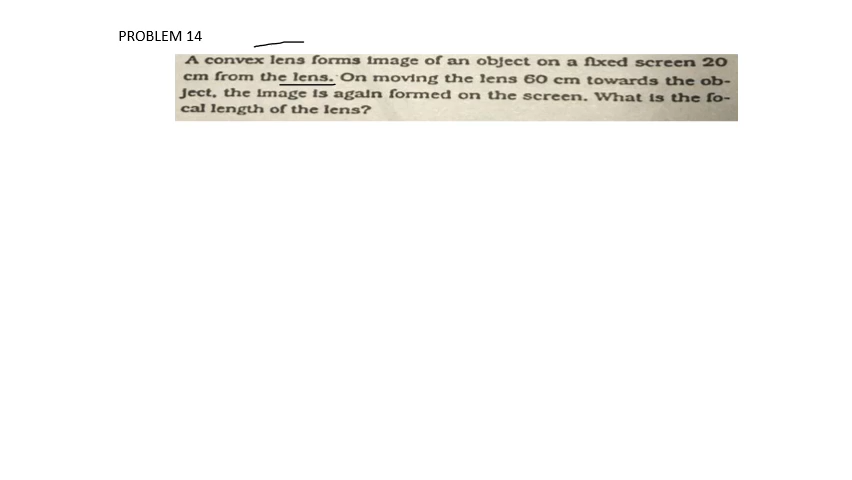 PROBLEM 14
A convex lens forms image of an object on a fixed screen 20
cm from the lens. On moving the lens 60 cm towards the ob-
ject, the image is again formed on the screen. What is the fo-
cal length of the lens?